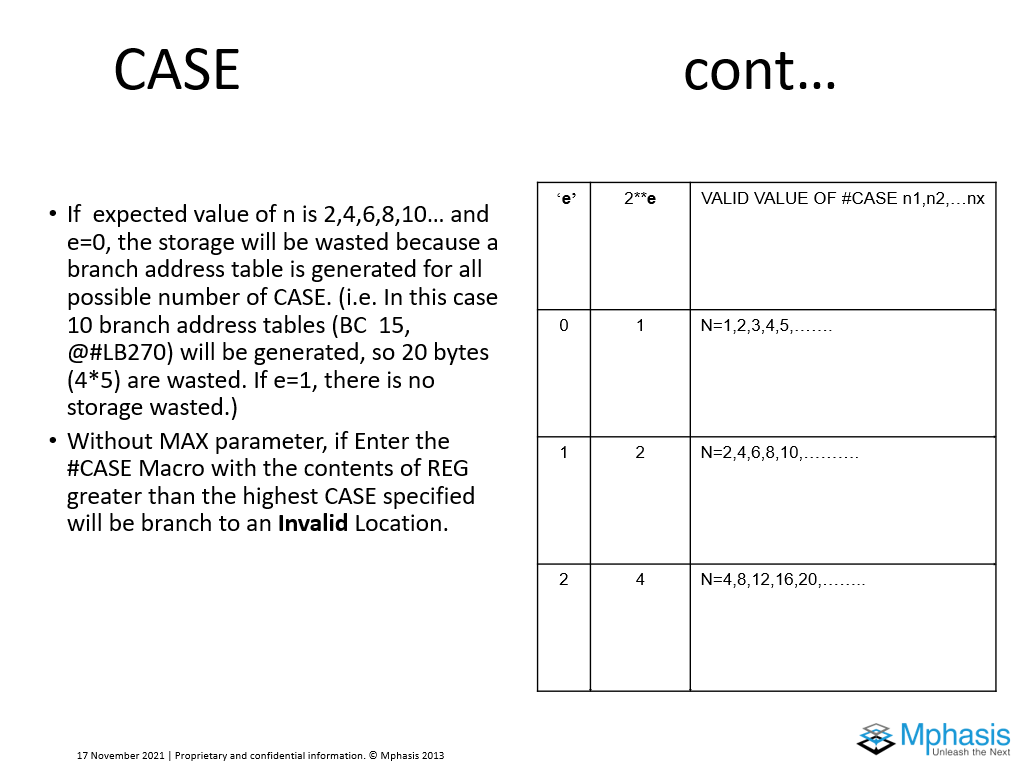 CASE cont…
• If  expected value of n is 2,4,6,8,10… and
e=0, the storage will be wasted because a
branch address table is generated for all
possible number of CASE. (i.e. In this case
10 branch address tables (BC  15,
@#LB270) will be generated, so 20 bytes
(4*5) are wasted. If e=1, there is no
storage wasted.)
• Without MAX parameter, if Enter the
#CASE Macro with the contents of REG
greater than the highest CASE specified
will be branch to an Invalid Location.
‘e’ 2**e VALID VALUE OF #CASE n1,n2,…nx
0 1 N=1,2,3,4,5,…….
1 2 N=2,4,6,8,10,……….
2 4 N=4,8,12,16,20,……..
17 November 2021 | Proprietary and confidential information. © Mphasis 2013
Mphasis
Unleash the Next